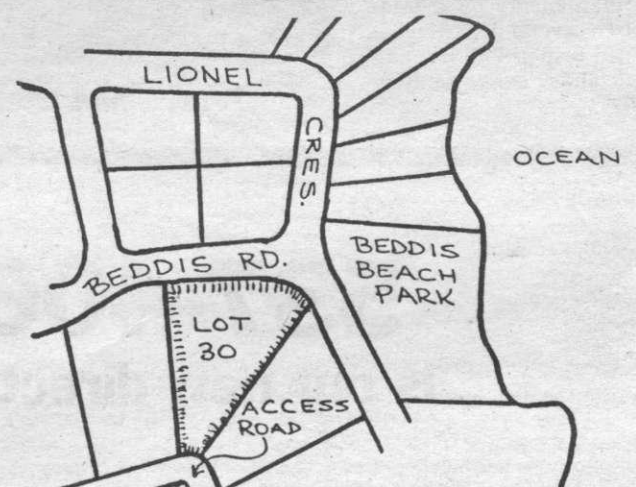 LIONEL
CRES.
OCEAN
BEDDIS RD.
BEDDIS
BEACH
PARK
LOT
30
ACCESS
ROAD